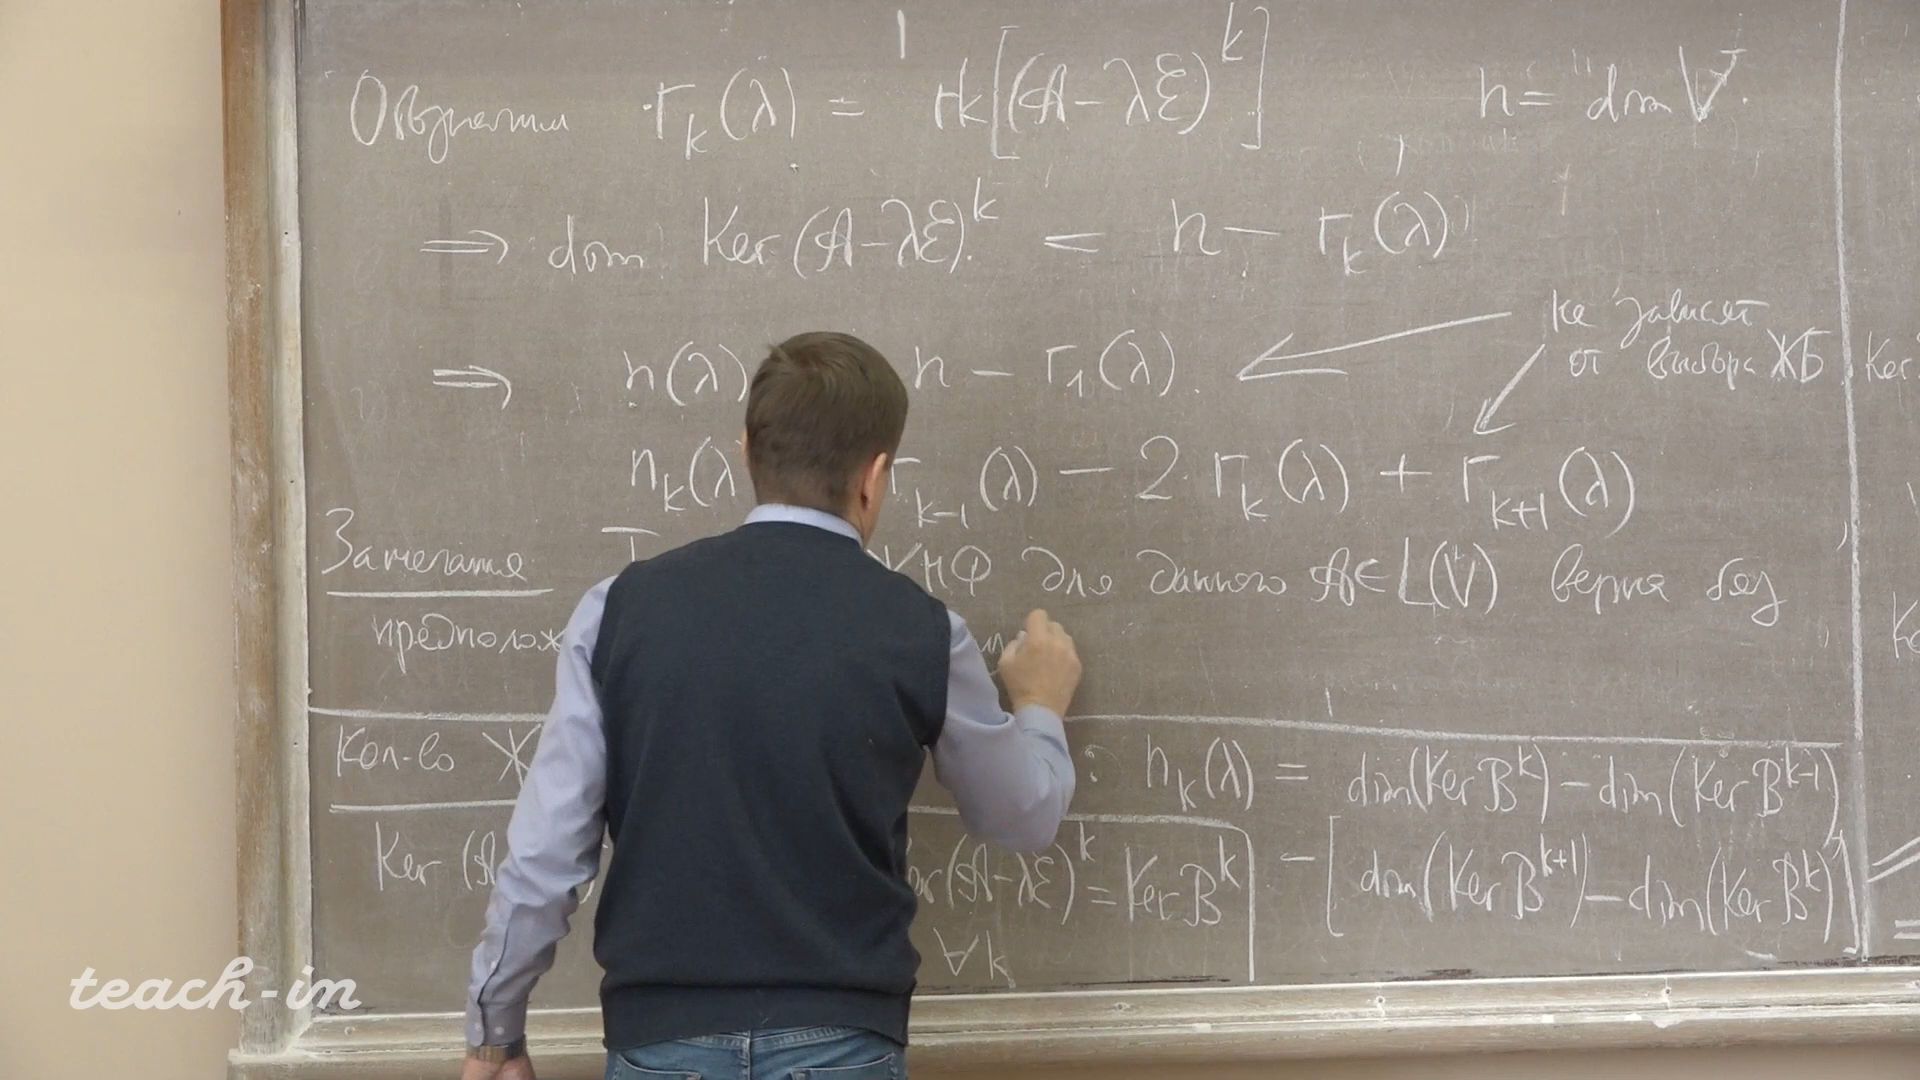 Обозначим r_k(λ) = rk[(A - λE)^k] n = dim V.
⇒ dim Ker(A - λE)^k = n - r_k(λ)
не зависят
от выбора ЖБ
⇒ n(λ) n - r_1(λ).
n_k(λ) r_{k-1}(λ) - 2·r_k(λ) + r_{k+1}(λ)
Замечание ЖНФ для данного A∈L(V) верна без
предполож
Кол-во Ж : n_k(λ) = dim(Ker B^k) - dim(Ker B^{k-1})
- [dim(Ker B^{k+1}) - dim(Ker B^k)]
Ker (A Ker(A-λE)^k = Ker B^k
∀k
Ker
teach-in